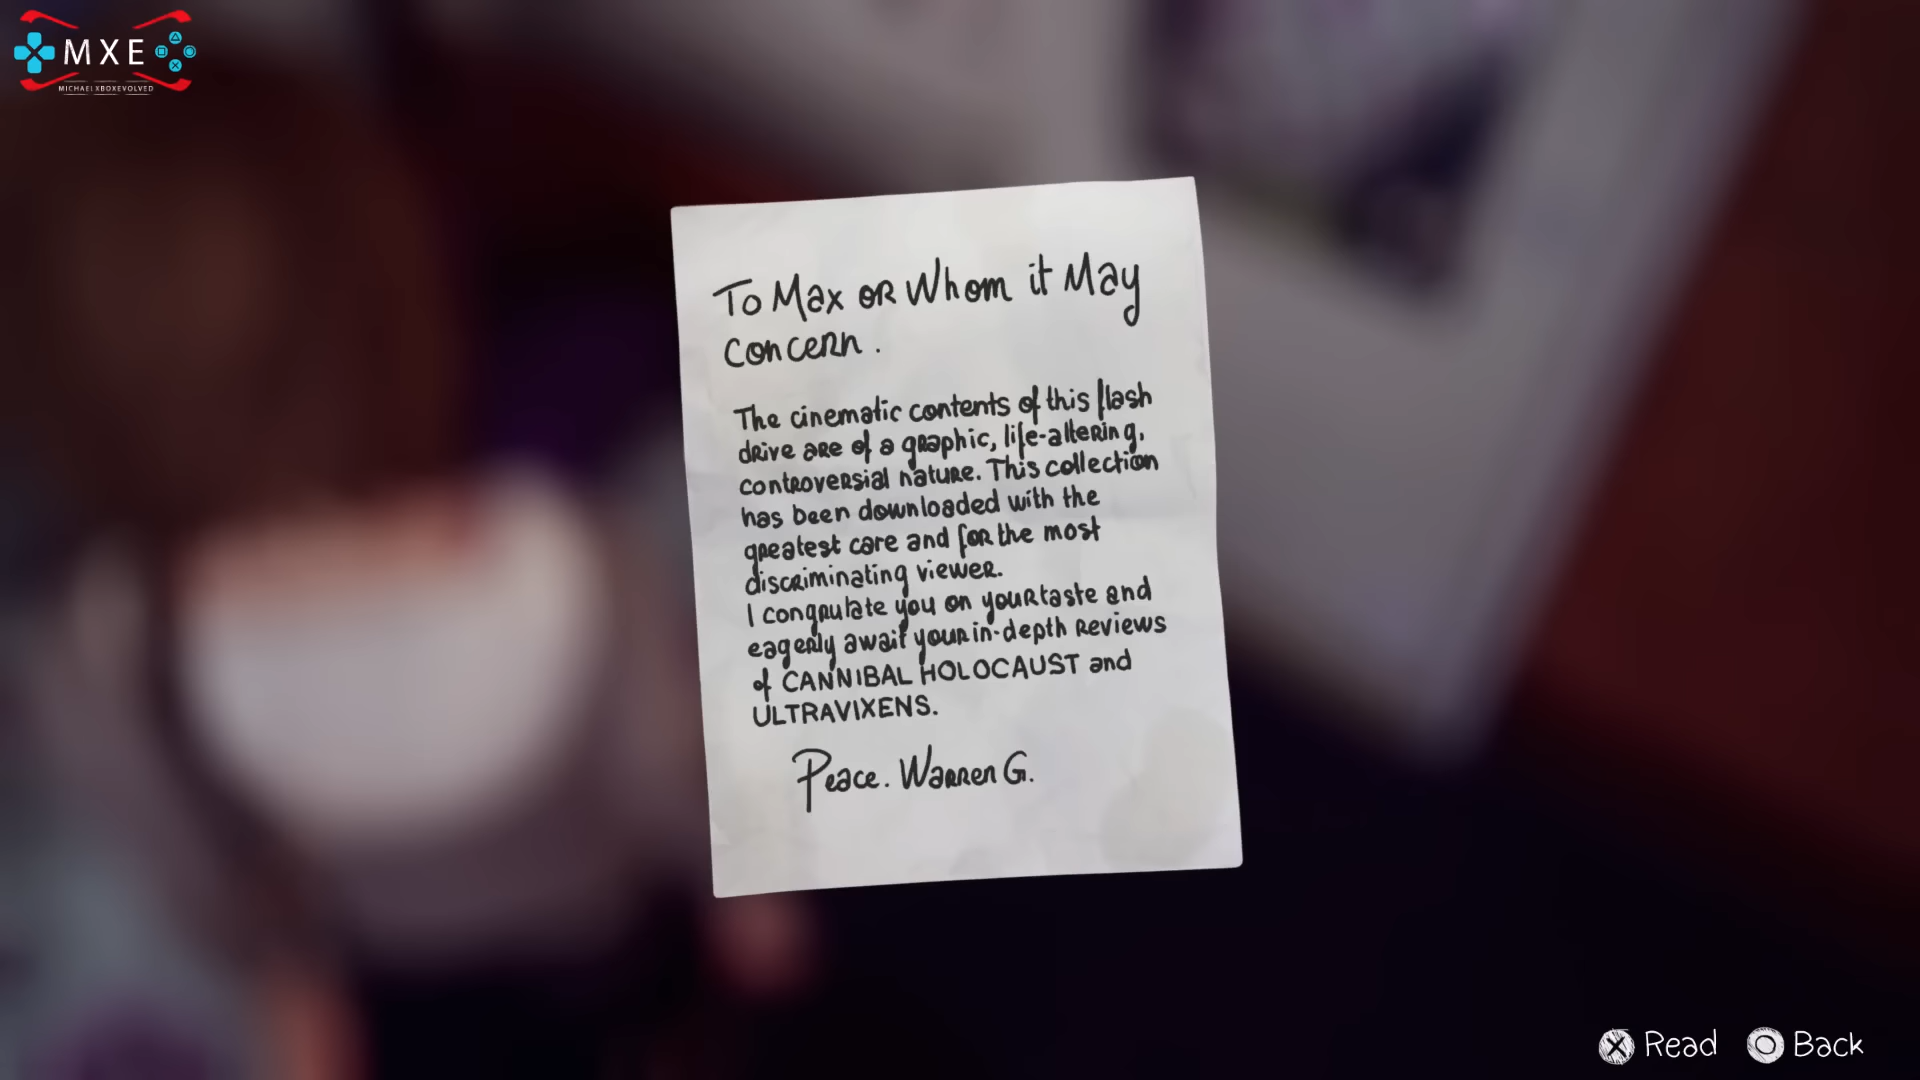 MXE
MICHAELXBOXEVOLVED
To Max or Whom it May
concern.
The cinematic contents of this flash
drive are of a graphic, life-altering,
controversial nature. This collection
has been downloaded with the
greatest care and for the most
discriminating viewer.
I congrulate you on your taste and
eagerly await your in-depth reviews
of CANNIBAL HOLOCAUST and
ULTRAVIXENS.
Peace. Warren G.
Read Back